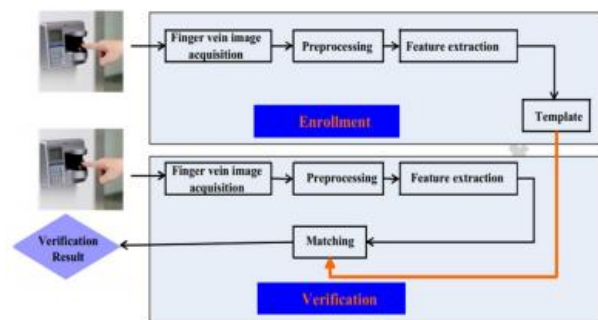 Finger vein image
acquisition
Preprocessing
Feature extraction
Enrollment
Template
Finger vein image
acquisition
Preprocessing
Feature extraction
Matching
Verification
Result
Verification